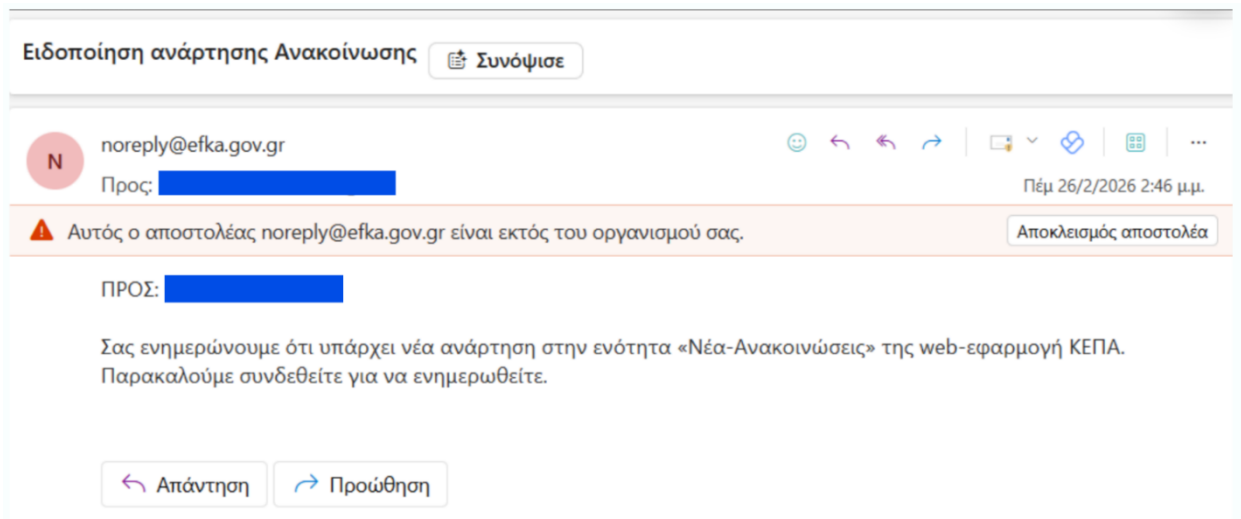 Ειδοποίηση ανάρτησης Ανακοίνωσης
Συνόψισε
N
noreply@efka.gov.gr
Προς:
Πέμ 26/2/2026 2:46 μ.μ.
Αυτός ο αποστολέας noreply@efka.gov.gr είναι εκτός του οργανισμού σας.
Αποκλεισμός αποστολέα
ΠΡΟΣ:
Σας ενημερώνουμε ότι υπάρχει νέα ανάρτηση στην ενότητα «Νέα-Ανακοινώσεις» της web-εφαρμογή ΚΕΠΑ.
Παρακαλούμε συνδεθείτε για να ενημερωθείτε.
Απάντηση
Προώθηση